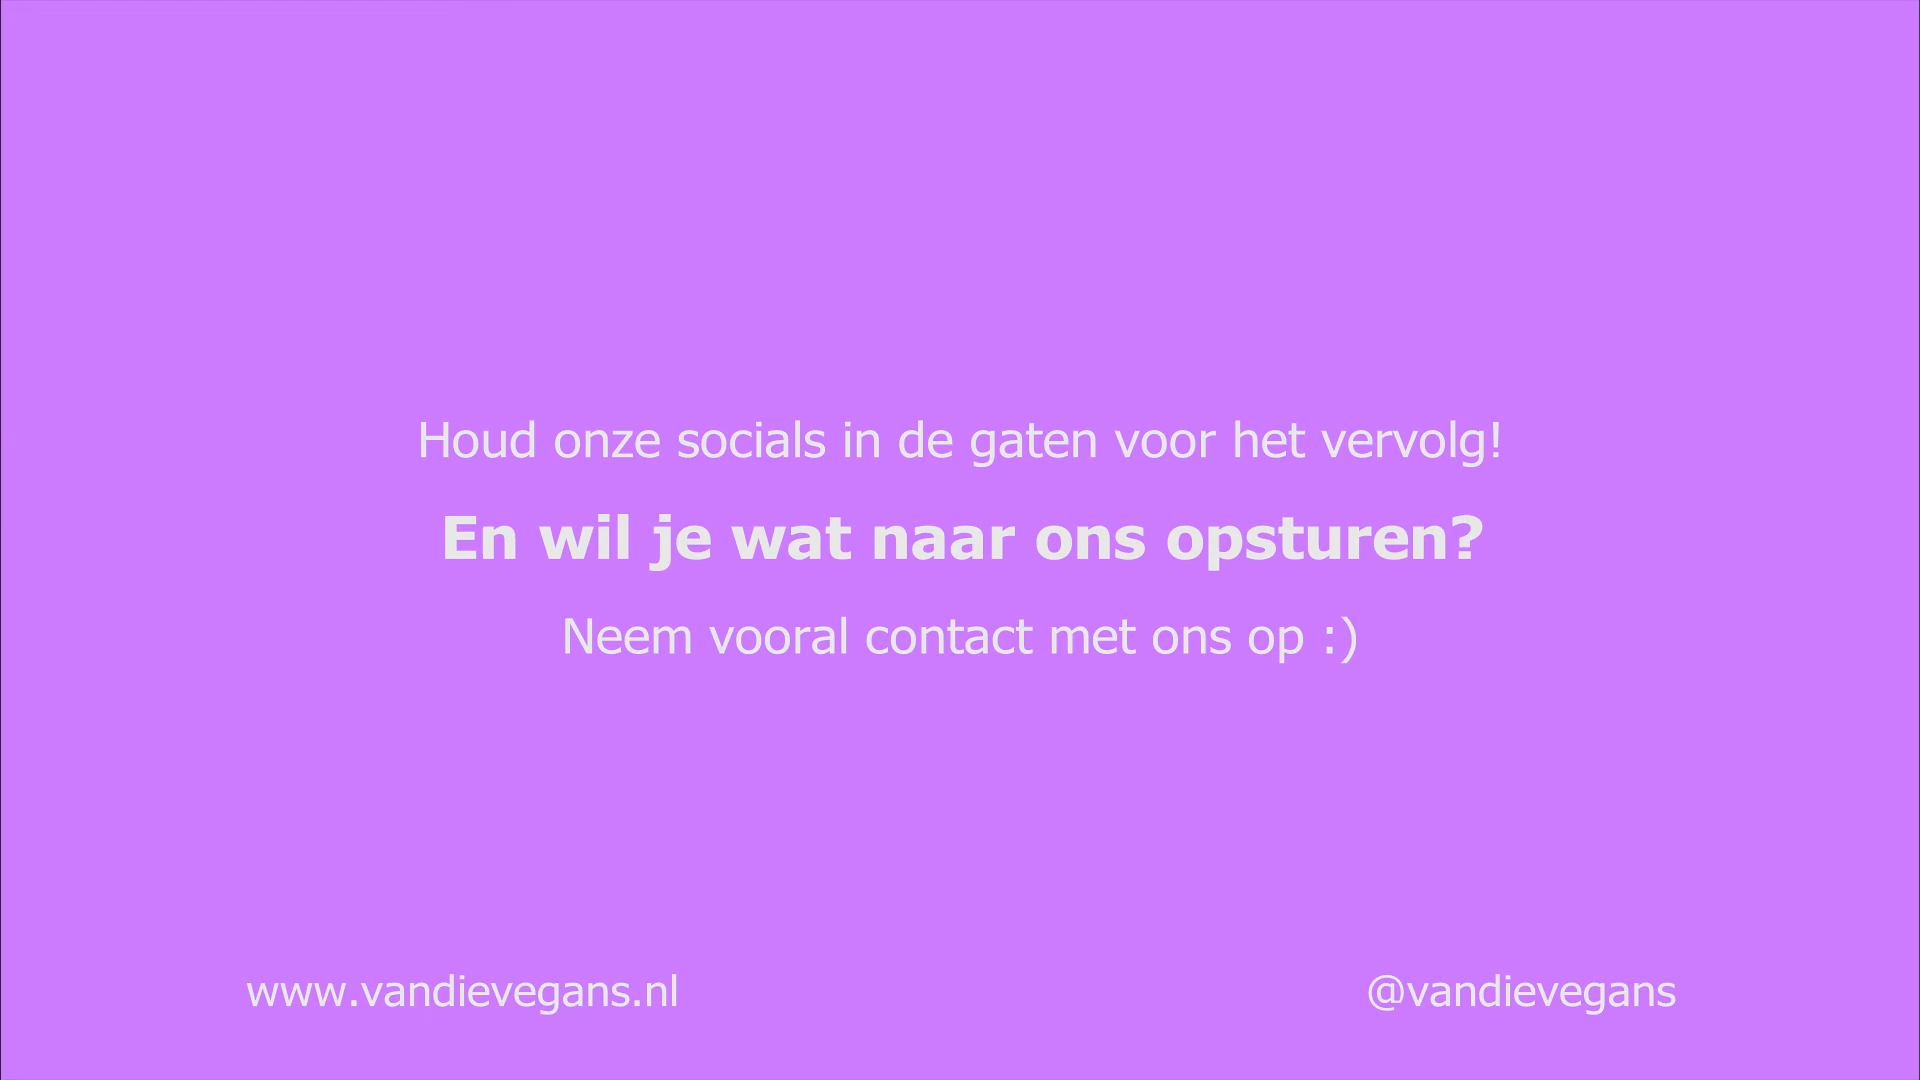 Houd onze socials in de gaten voor het vervolg!
En wil je wat naar ons opsturen?
Neem vooral contact met ons op :)
www.vandievegans.nl
@vandievegans